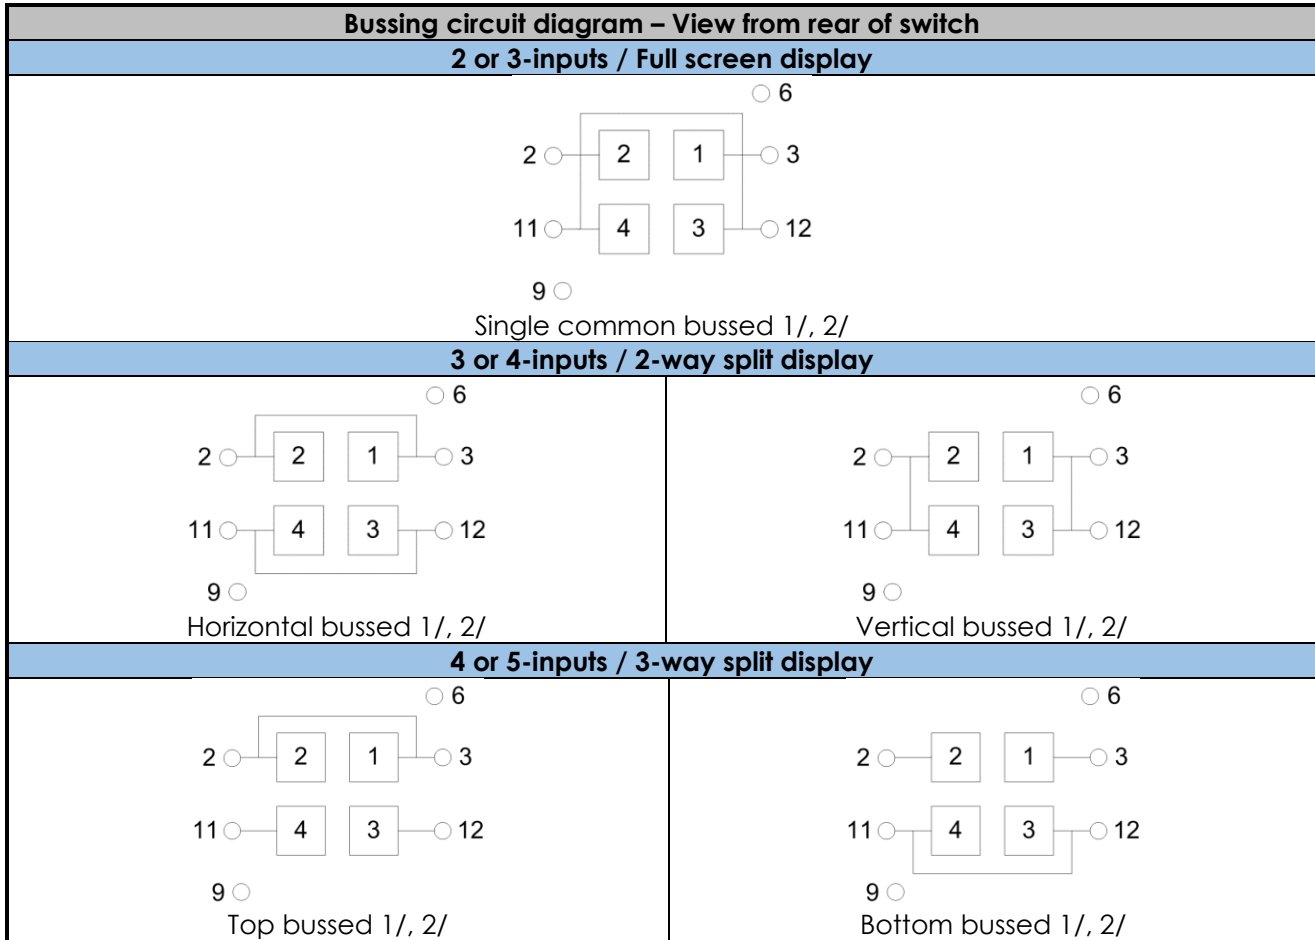 Bussing circuit diagram – View from rear of switch
2 or 3-inputs / Full screen display
6
2 2 1 3
11 4 3 12
9
Single common bussed 1/, 2/
3 or 4-inputs / 2-way split display
6
2 2 1 3
11 4 3 12
9
Horizontal bussed 1/, 2/
6
2 2 1 3
11 4 3 12
9
Vertical bussed 1/, 2/
4 or 5-inputs / 3-way split display
6
2 2 1 3
11 4 3 12
9
Top bussed 1/, 2/
6
2 2 1 3
11 4 3 12
9
Bottom bussed 1/, 2/